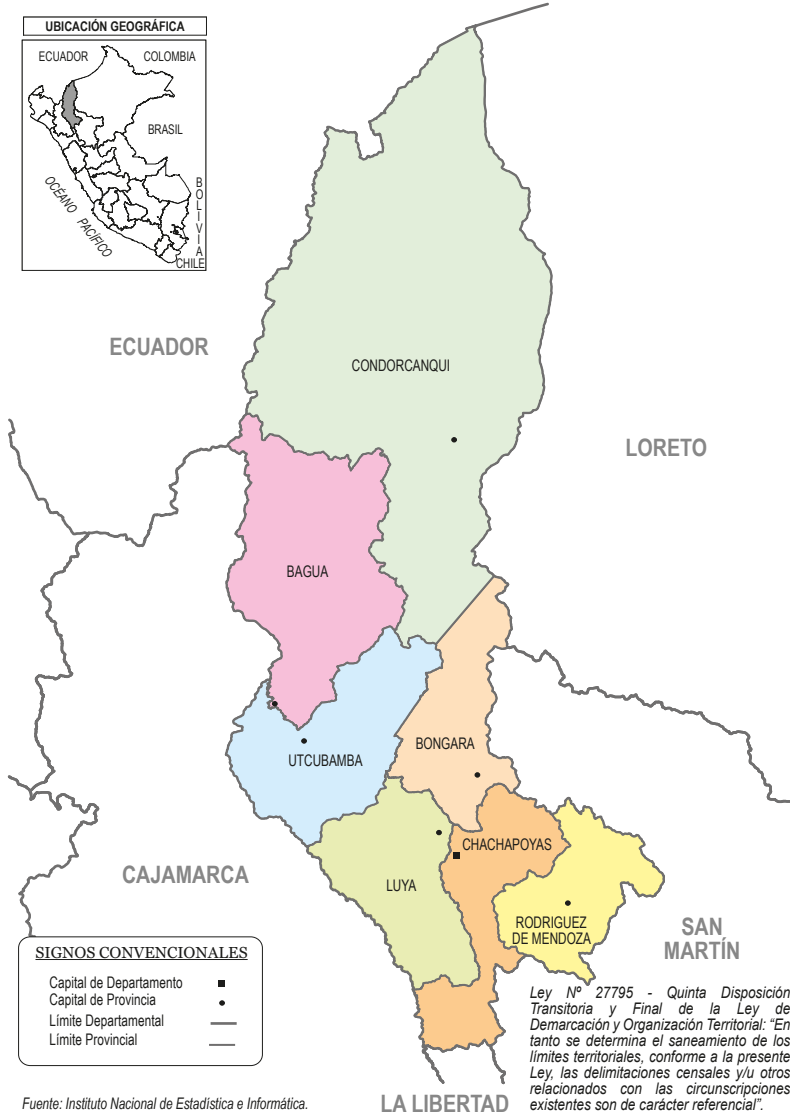 UBICACIÓN GEOGRÁFICA
ECUADOR
COLOMBIA
BRASIL
OCÉANO PACÍFICO
BOLIVIA
CHILE
ECUADOR
CONDORCANQUI
LORETO
BAGUA
BONGARA
UTCUBAMBA
CHACHAPOYAS
CAJAMARCA
LUYA
RODRIGUEZ
DE MENDOZA
SAN
MARTÍN
SIGNOS CONVENCIONALES
Capital de Departamento
Capital de Provincia
Límite Departamental
Límite Provincial
Ley Nº 27795 - Quinta Disposición
Transitoria y Final de la Ley de
Demarcación y Organización Territorial: “En
tanto se determina el saneamiento de los
límites territoriales, conforme a la presente
Ley, las delimitaciones censales y/u otros
relacionados con las circunscripciones
existentes son de carácter referencial”.
LA LIBERTAD
Fuente: Instituto Nacional de Estadística e Informática.